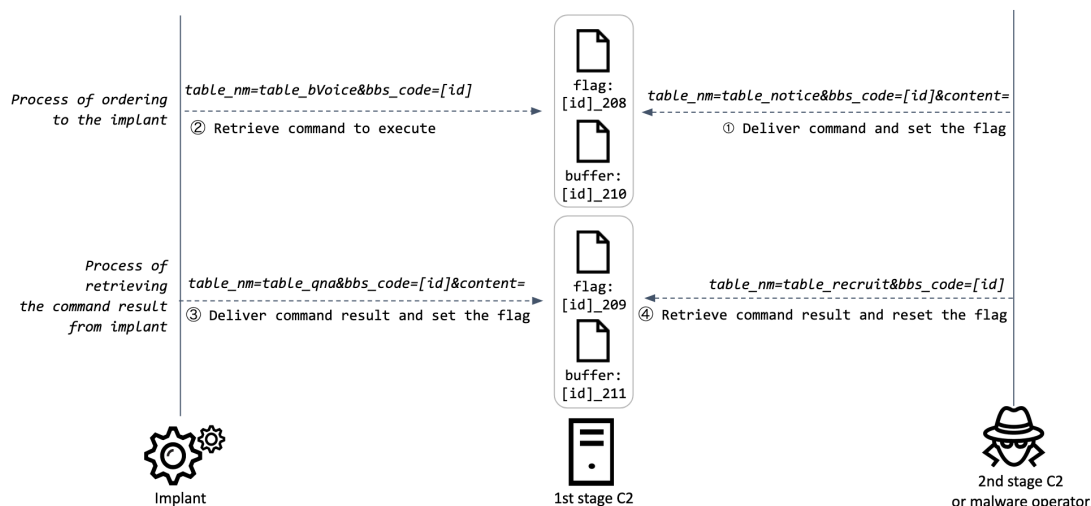 Process of ordering
to the implant
table_nm=table_bVoice&bbs_code=[id]
② Retrieve command to execute
flag:
[id]_208
buffer:
[id]_210
table_nm=table_notice&bbs_code=[id]&content=
① Deliver command and set the flag
Process of
retrieving
the command result
from implant
table_nm=table_qna&bbs_code=[id]&content=
③ Deliver command result and set the flag
flag:
[id]_209
buffer:
[id]_211
table_nm=table_recruit&bbs_code=[id]
④ Retrieve command result and reset the flag
Implant
1st stage C2
2nd stage C2
or malware operator